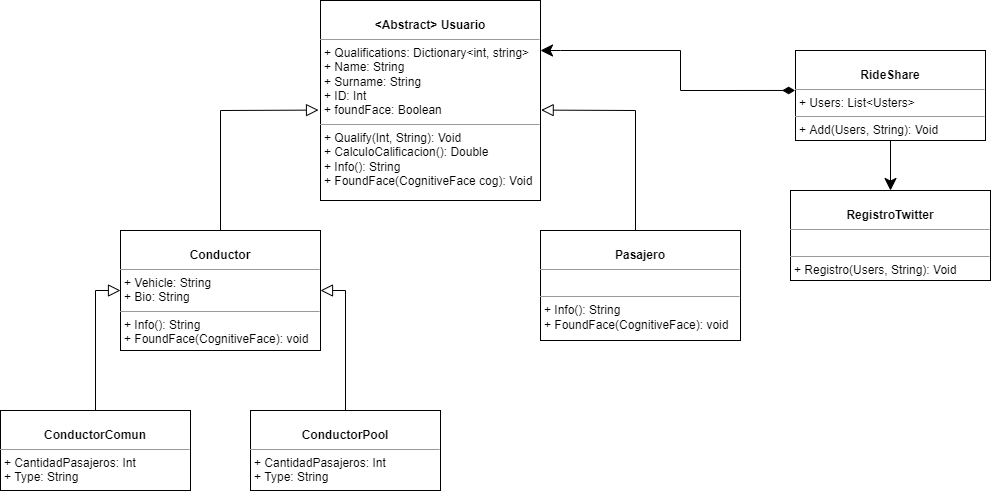 <Abstract> Usuario
+ Qualifications: Dictionary<int, string>
+ Name: String
+ Surname: String
+ ID: Int
+ foundFace: Boolean
+ Qualify(Int, String): Void
+ CalculoCalificacion(): Double
+ Info(): String
+ FoundFace(CognitiveFace cog): Void
RideShare
+ Users: List<Usters>
+ Add(Users, String): Void
RegistroTwitter
+ Registro(Users, String): Void
Conductor
+ Vehicle: String
+ Bio: String
+ Info(): String
+ FoundFace(CognitiveFace): void
Pasajero
+ Info(): String
+ FoundFace(CognitiveFace): void
ConductorComun
+ CantidadPasajeros: Int
+ Type: String
ConductorPool
+ CantidadPasajeros: Int
+ Type: String